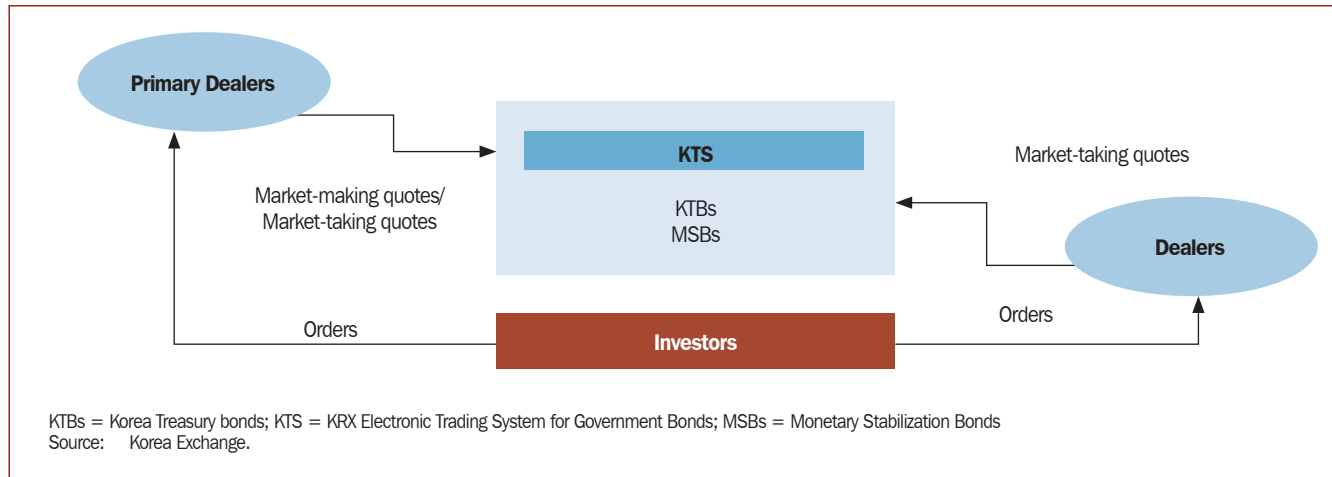 Primary Dealers
KTS
Market-taking quotes
Market-making quotes/
Market-taking quotes
KTBs
MSBs
Dealers
Orders
Investors
Orders
KTBs = Korea Treasury bonds; KTS = KRX Electronic Trading System for Government Bonds; MSBs = Monetary Stabilization Bonds
Source: Korea Exchange.